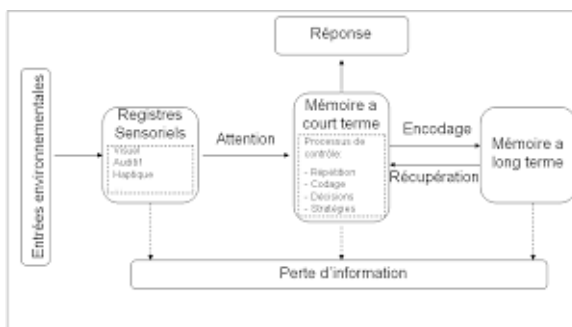 Réponse
Entrées environnementales
Registres
Sensoriels
Visuel
Auditif
Haptique
Attention
Mémoire a
court terme
Processus de
contrôle:
- Répétition
- Codage
- Décisions
- Stratégies
Encodage
Récupération
Mémoire a
long terme
Perte d'information